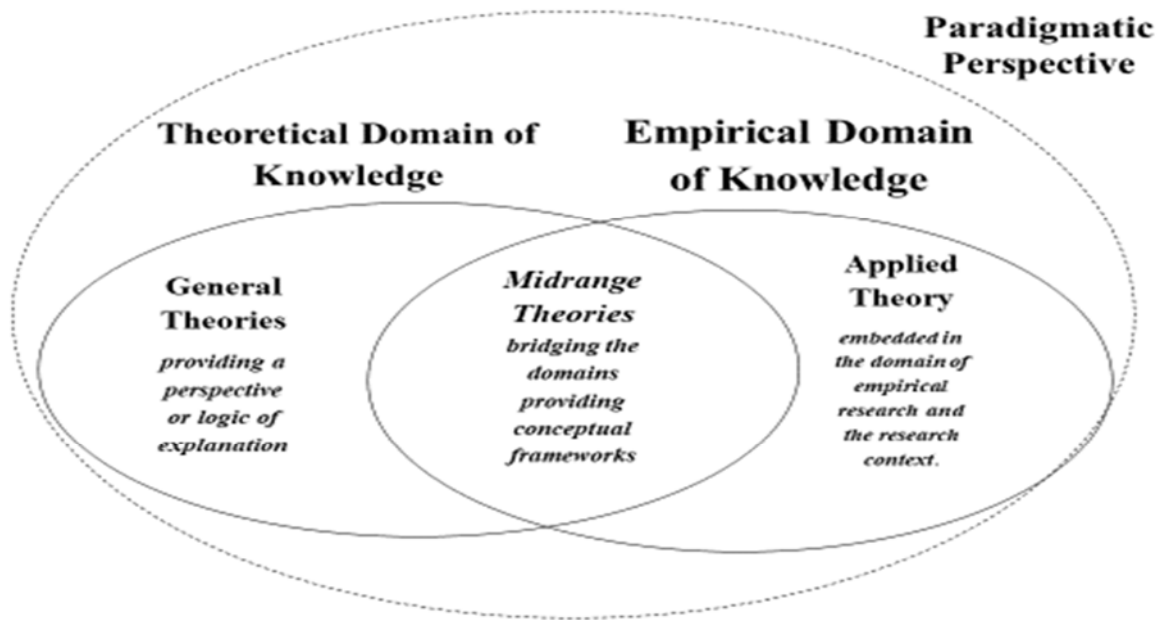 Paradigmatic
Perspective
Theoretical Domain of
Knowledge
Empirical Domain
of Knowledge
General
Theories
providing a
perspective
or logic of
explanation
Midrange
Theories
bridging the
domains
providing
conceptual
frameworks
Applied
Theory
embedded in
the domain of
empirical
research and
the research
context.